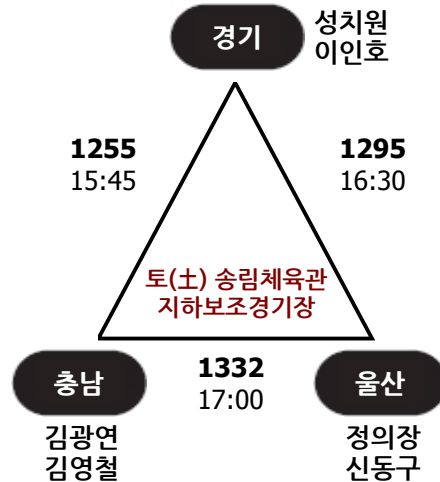 경기
성치원
이인호
1255
15:45
1295
16:30
토(土) 송림체육관
지하보조경기장
충남
1332
17:00
울산
김광연
김영철
정의장
신동구